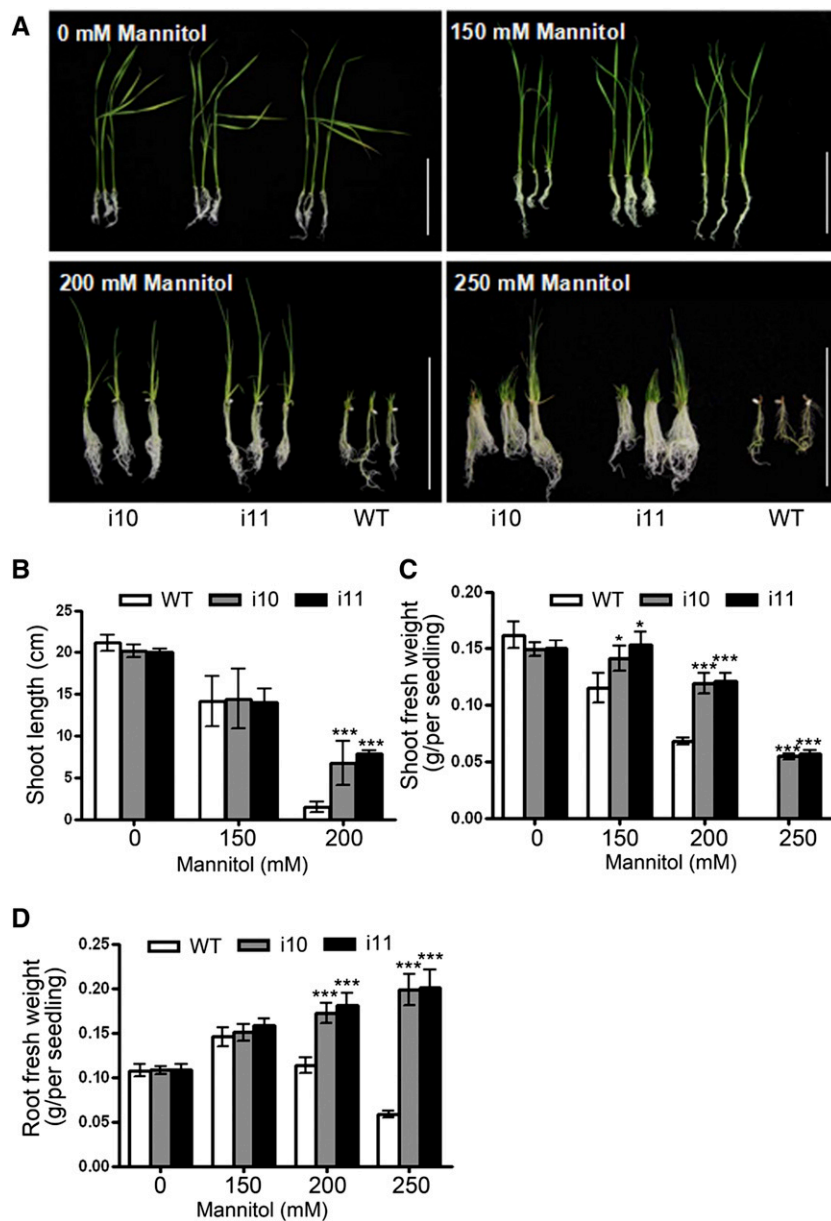 A
0 mM Mannitol
150 mM Mannitol
200 mM Mannitol
250 mM Mannitol
i10 i11 WT
i10 i11 WT
B
WT i10 i11
25
20
15
10
5
0
Shoot length (cm)
*** ***
0 150 200
Mannitol (mM)
C
WT i10 i11
0.20
0.15
0.10
0.05
0.00
Shoot fresh weight
(g/per seedling)
* *
*** ***
*** ***
0 150 200 250
Mannitol (mM)
D
WT i10 i11
0.25
0.20
0.15
0.10
0.05
0.00
Root fresh weight
(g/per seedling)
*** ***
*** ***
0 150 200 250
Mannitol (mM)